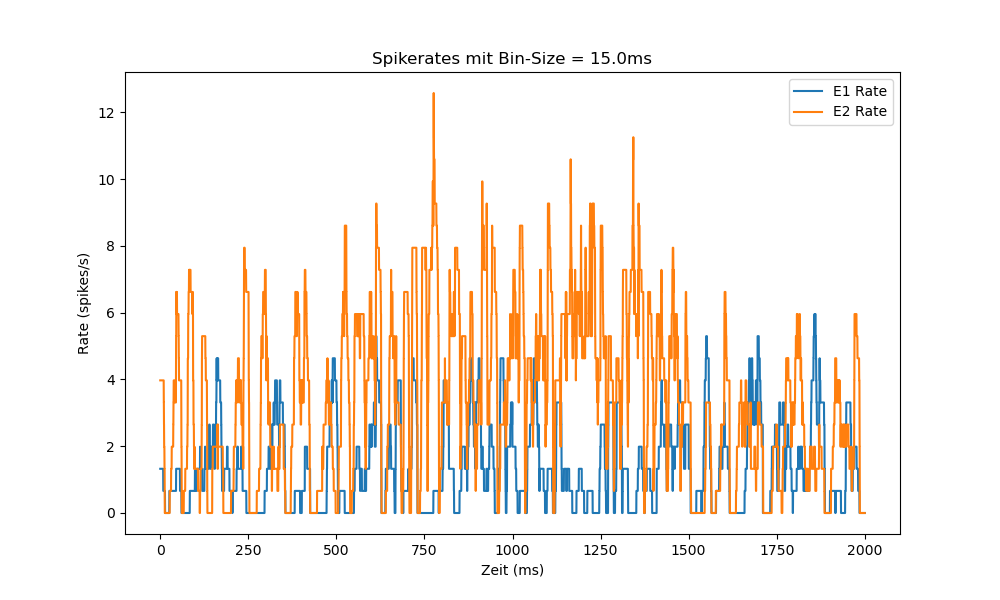 Spikerates mit Bin-Size = 15.0ms
E1 Rate
E2 Rate
12
10
8
6
4
2
0
Rate (spikes/s)
0 250 500 750 1000 1250 1500 1750 2000
Zeit (ms)